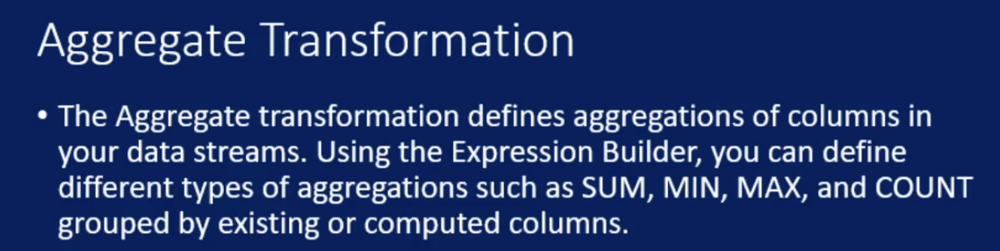 Aggregate Transformation
• The Aggregate transformation defines aggregations of columns in
your data streams. Using the Expression Builder, you can define
different types of aggregations such as SUM, MIN, MAX, and COUNT
grouped by existing or computed columns.